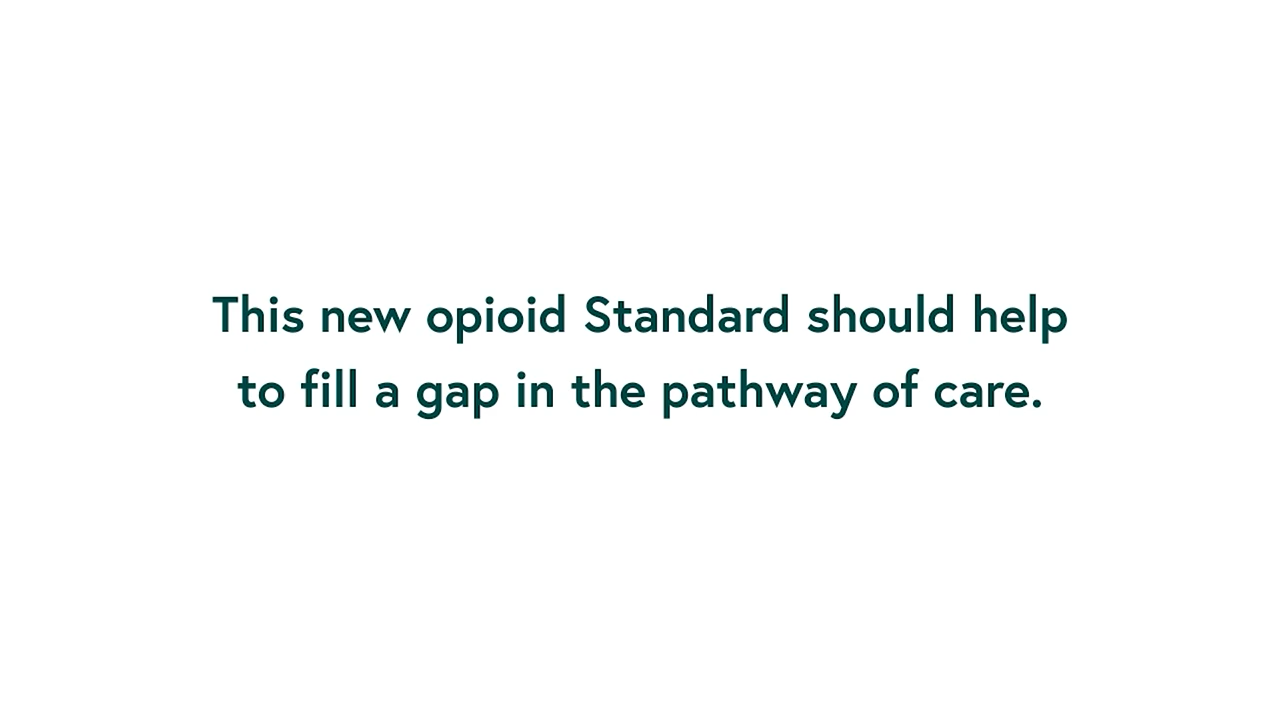 This new opioid Standard should help
to fill a gap in the pathway of care.